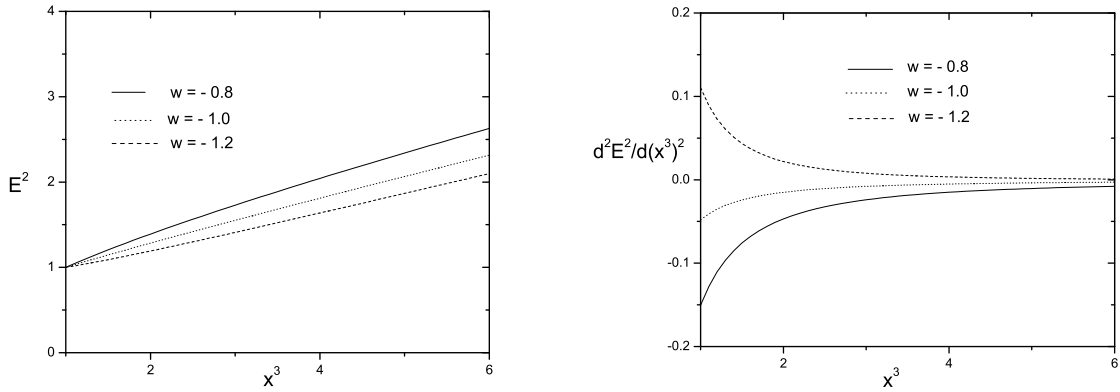 4
3
2
1
0
E²
w = - 0.8
w = - 1.0
w = - 1.2
2
4
6
x³
0.2
0.1
0.0
-0.1
-0.2
d²E²/d(x³)²
w = - 0.8
w = - 1.0
w = - 1.2
2
4
6
x³